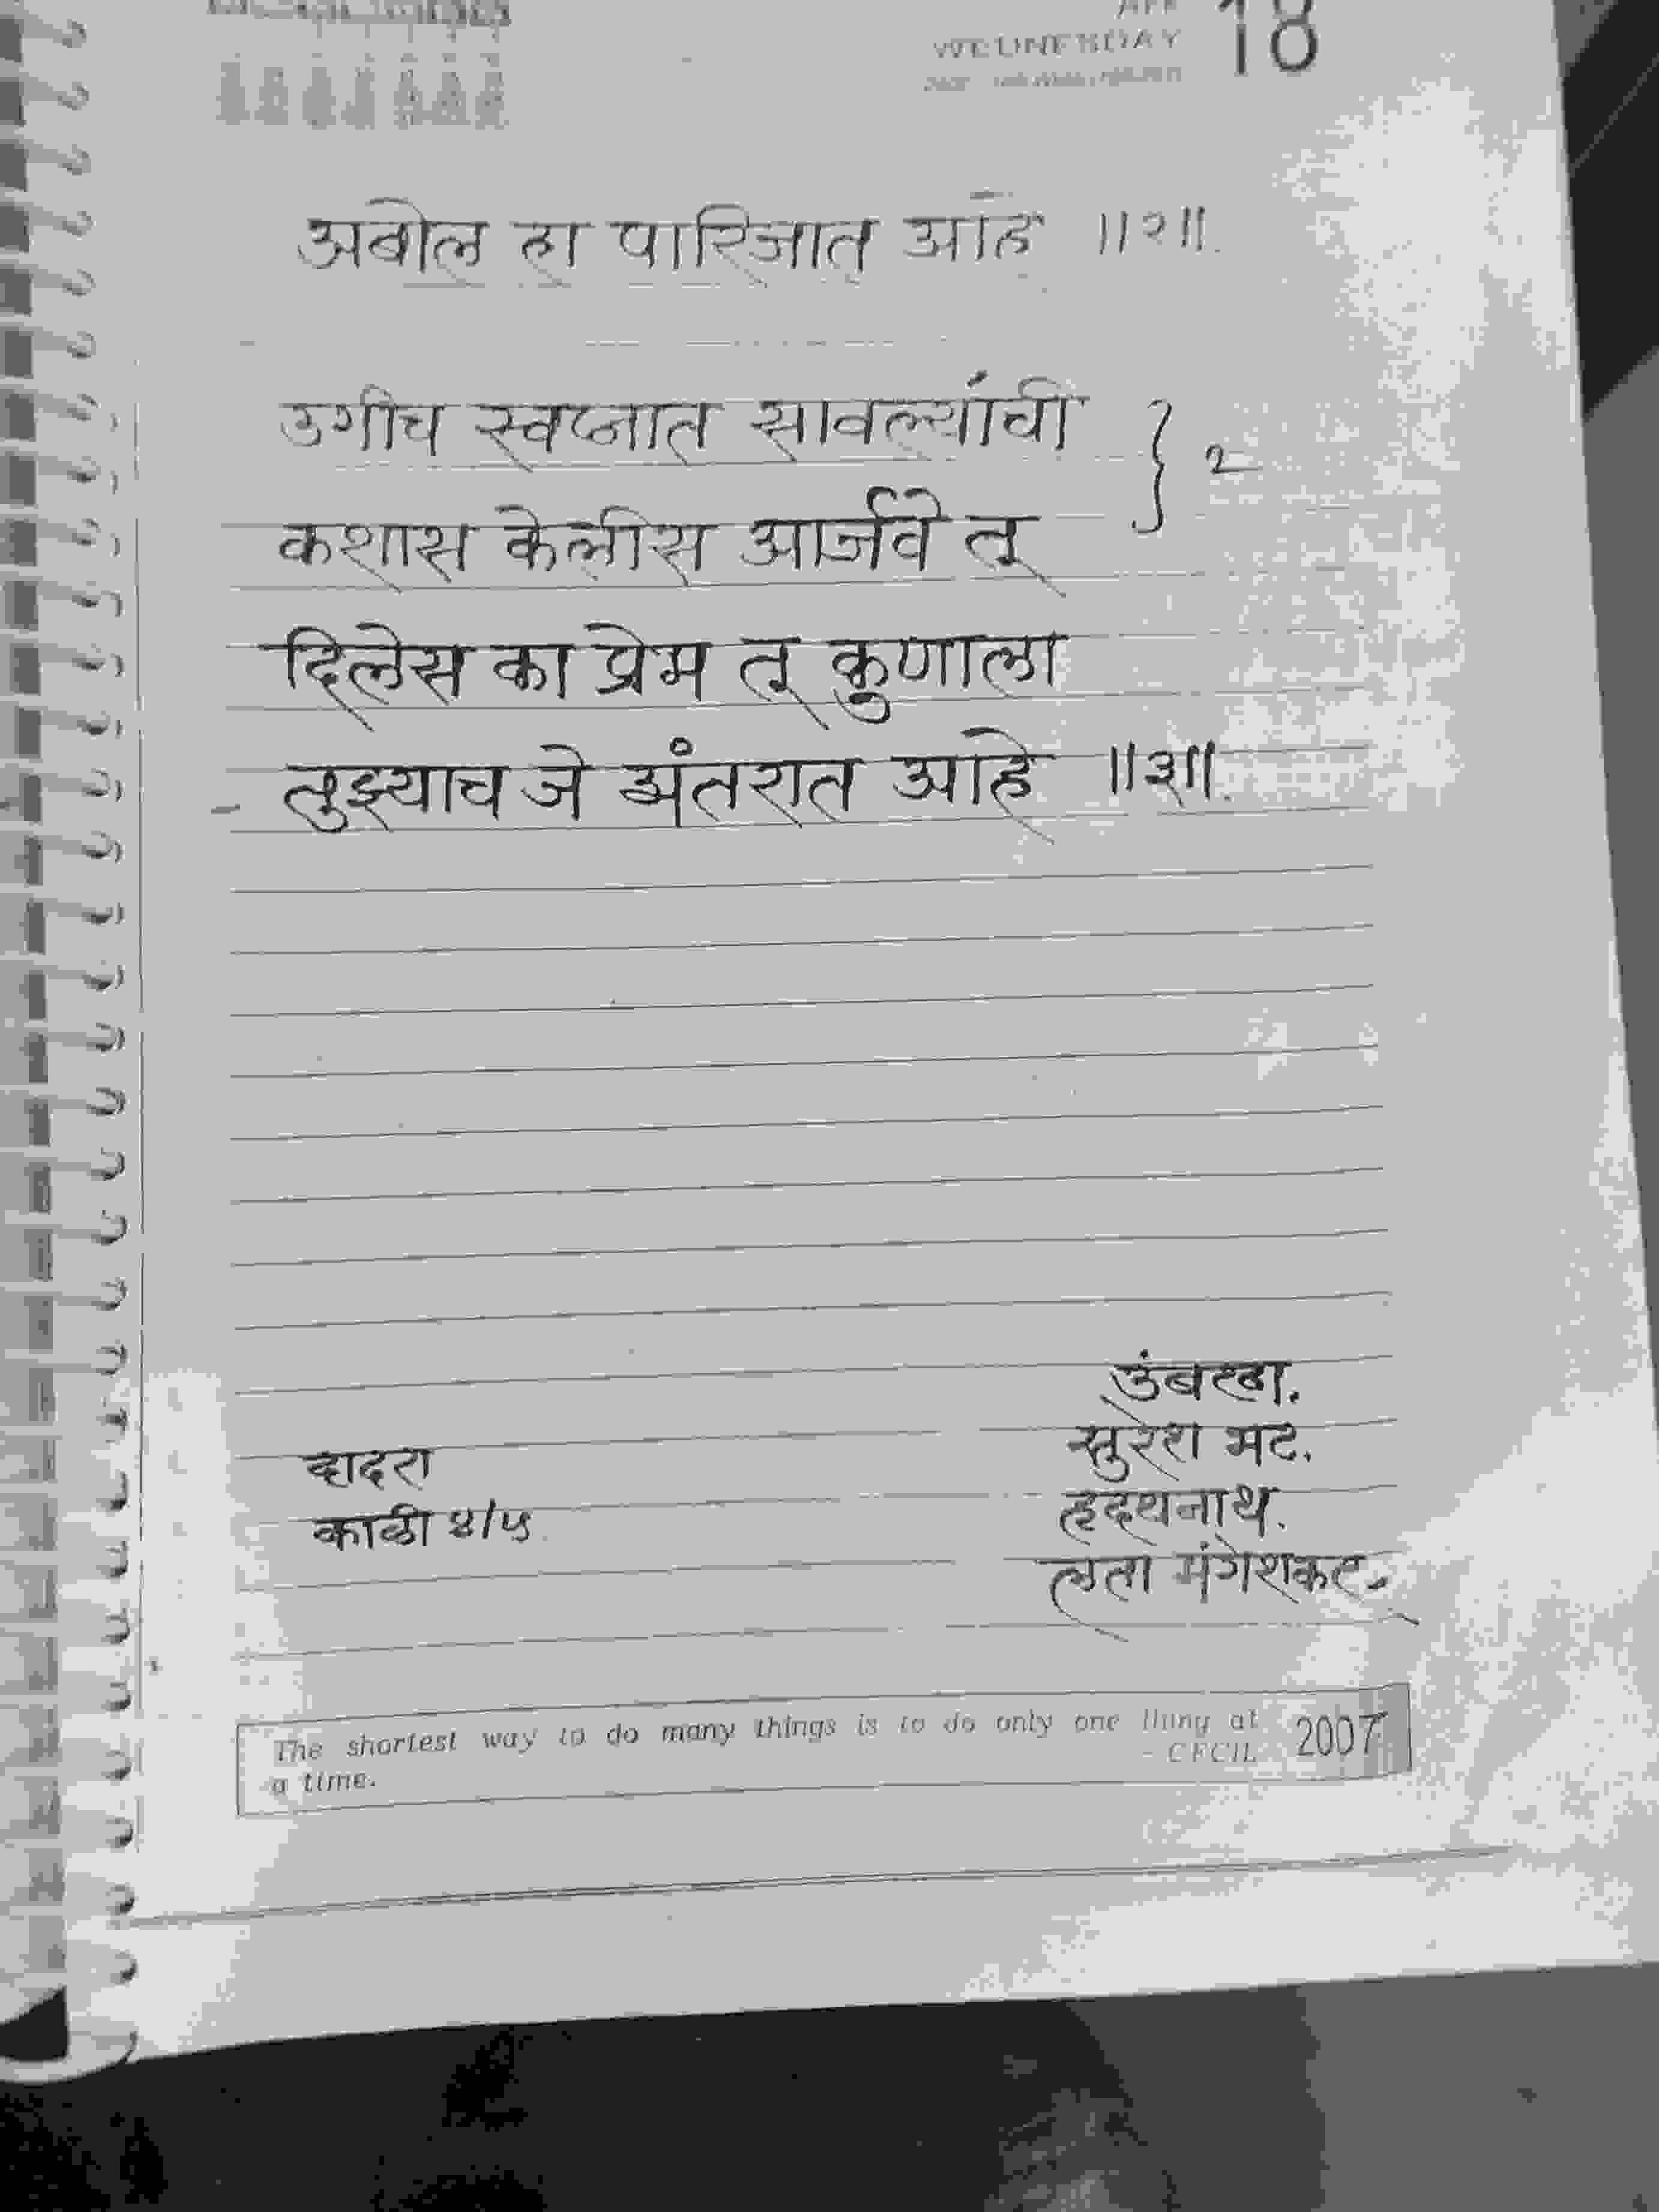 WEDNESDAY 18
अबोल हा पारिजात आहे ॥२॥.
उगीच स्वप्नात सावल्यांची
कशास केलीस आर्जवे तू } २
दिलेस का प्रेम तू कुणाला
तुझ्याच जे अंतरात आहे ॥३॥.
उंबरठा.
दादरा सुरेश भट.
काळी ४/५ हृदयनाथ.
लता मंगेशकर.
The shortest way to do many things is to do only one thing at
a time. - CECIL 2007